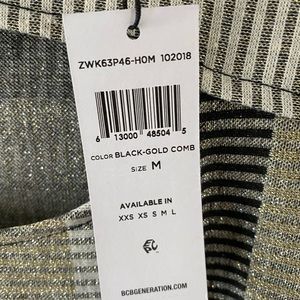 ZWK63P46-H0M 102018
6 13000 48504 5
COLOR BLACK-GOLD COMB
SIZE M
AVAILABLE IN
XXS XS S M L
BCBGENERATION.COM